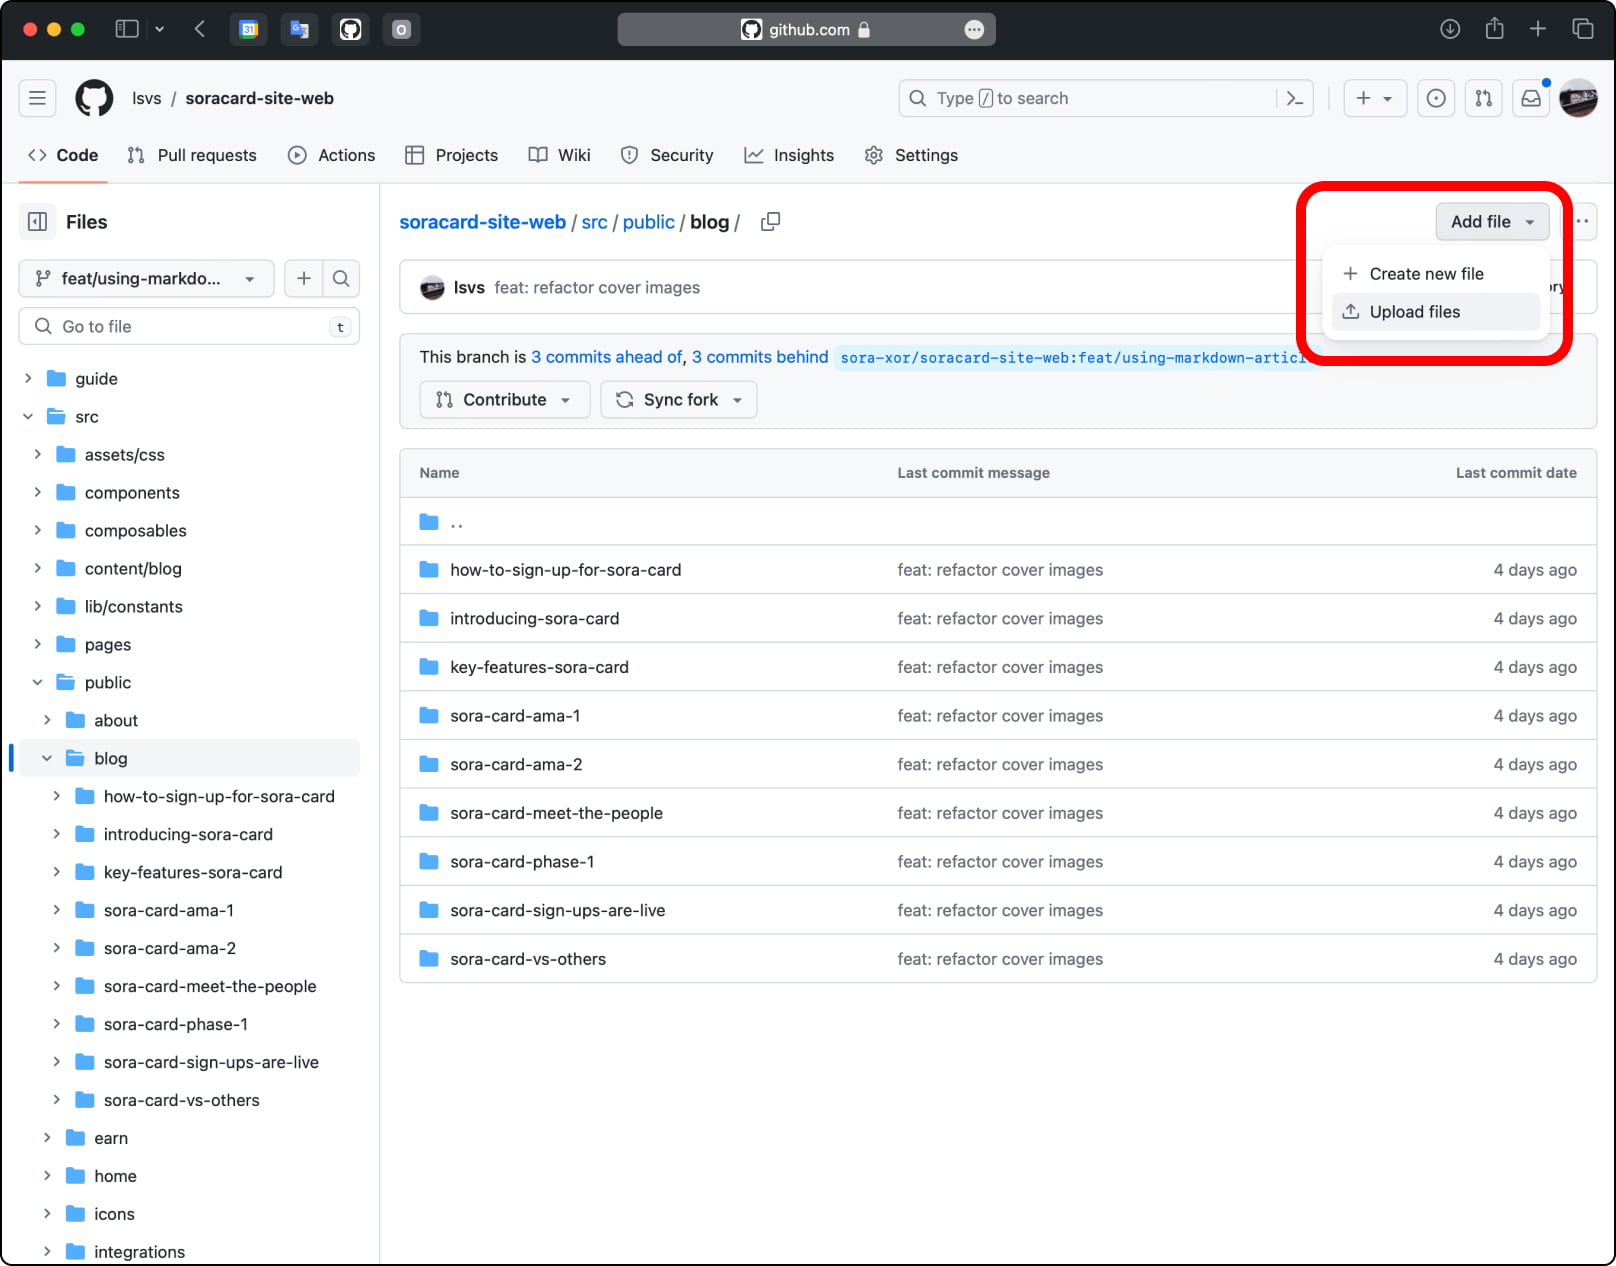 31
G
O
github.com
lsvs / soracard-site-web
Type / to search
Code
Pull requests
Actions
Projects
Wiki
Security
Insights
Settings
Files
feat/using-markdo...
Go to file
t
guide
src
assets/css
components
composables
content/blog
lib/constants
pages
public
about
blog
how-to-sign-up-for-sora-card
introducing-sora-card
key-features-sora-card
sora-card-ama-1
sora-card-ama-2
sora-card-meet-the-people
sora-card-phase-1
sora-card-sign-ups-are-live
sora-card-vs-others
earn
home
icons
integrations
soracard-site-web / src / public / blog /
Add file
Create new file
Upload files
lsvs feat: refactor cover images
ory
This branch is 3 commits ahead of, 3 commits behind sora-xor/soracard-site-web:feat/using-markdown-artic
Contribute
Sync fork
Name Last commit message Last commit date
..
how-to-sign-up-for-sora-card feat: refactor cover images 4 days ago
introducing-sora-card feat: refactor cover images 4 days ago
key-features-sora-card feat: refactor cover images 4 days ago
sora-card-ama-1 feat: refactor cover images 4 days ago
sora-card-ama-2 feat: refactor cover images 4 days ago
sora-card-meet-the-people feat: refactor cover images 4 days ago
sora-card-phase-1 feat: refactor cover images 4 days ago
sora-card-sign-ups-are-live feat: refactor cover images 4 days ago
sora-card-vs-others feat: refactor cover images 4 days ago